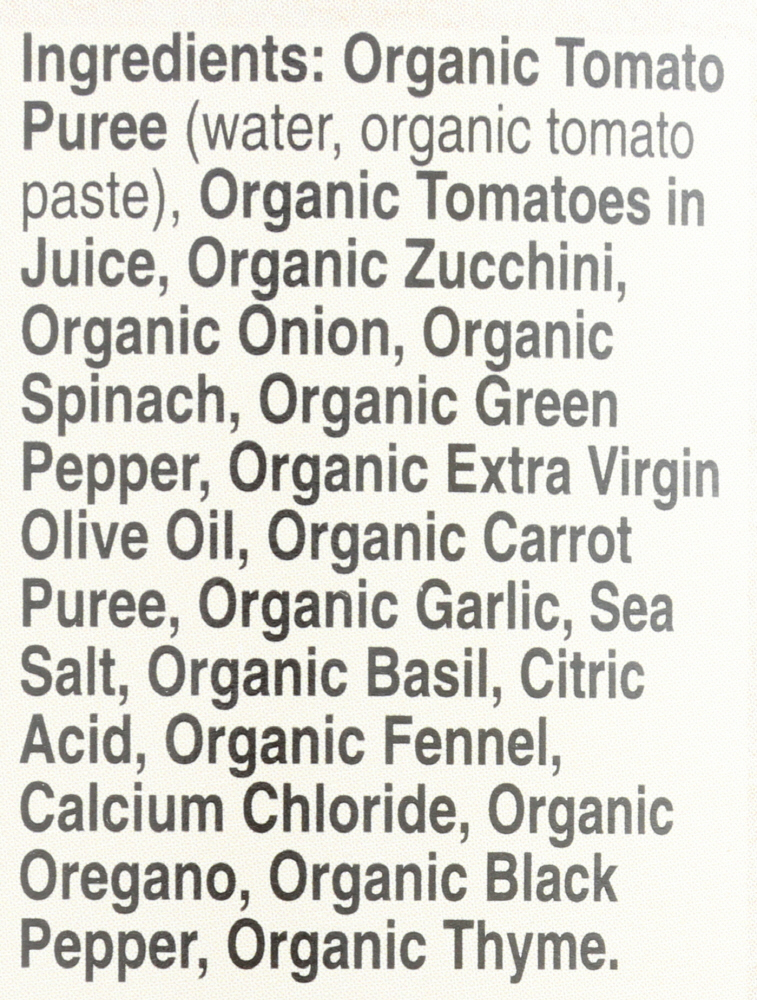 Ingredients: Organic Tomato
Puree (water, organic tomato
paste), Organic Tomatoes in
Juice, Organic Zucchini,
Organic Onion, Organic
Spinach, Organic Green
Pepper, Organic Extra Virgin
Olive Oil, Organic Carrot
Puree, Organic Garlic, Sea
Salt, Organic Basil, Citric
Acid, Organic Fennel,
Calcium Chloride, Organic
Oregano, Organic Black
Pepper, Organic Thyme.